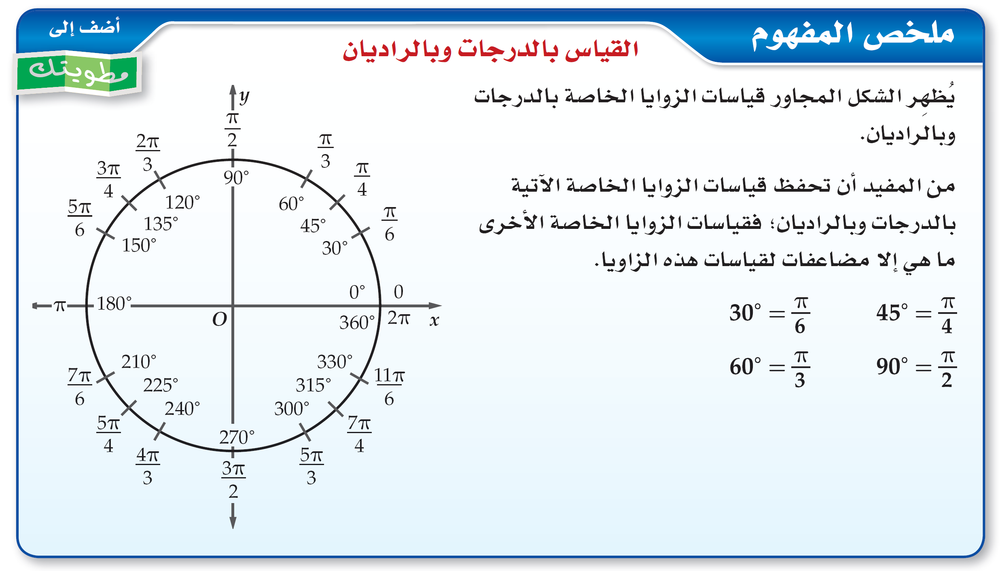 ملخص المفهوم
أضف إلى
مطويتك
القياس بالدرجات وبالراديان
يُظهِر الشكل المجاور قياسات الزوايا الخاصة بالدرجات
وبالراديان.
من المفيد أن تحفظ قياسات الزوايا الخاصة الآتية
بالدرجات وبالراديان؛ فقياسات الزوايا الخاصة الأخرى
ما هي إلا مضاعفات لقياسات هذه الزاويا.
30° = π/6
45° = π/4
60° = π/3
90° = π/2
y
π/2
90°
π/3
60°
π/4
45°
π/6
30°
2π/3
120°
3π/4
135°
5π/6
150°
π
180°
O
0°
0
360°
2π
x
7π/6
210°
5π/4
225°
4π/3
240°
3π/2
270°
5π/3
300°
7π/4
315°
11π/6
330°